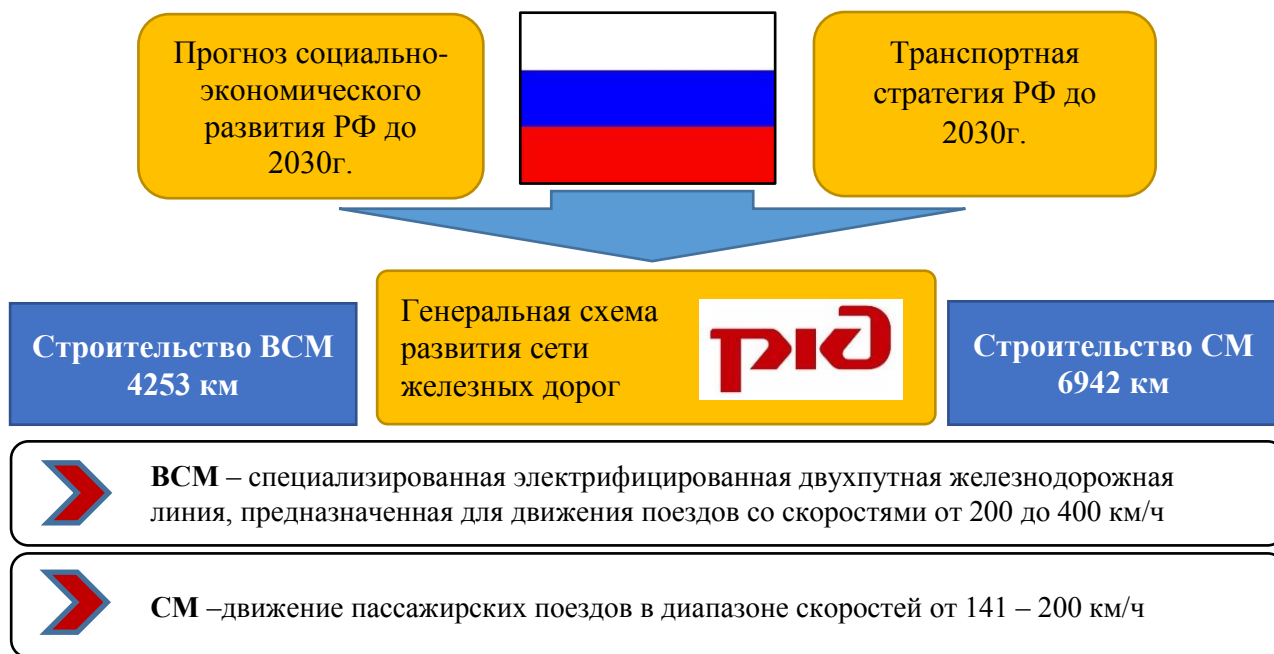 Прогноз социально-
экономического
развития РФ до
2030г.
Транспортная
стратегия РФ до
2030г.
Генеральная схема
развития сети
железных дорог
ржд
Строительство ВСМ
4253 км
Строительство СМ
6942 км
ВСМ – специализированная электрифицированная двухпутная железнодорожная
линия, предназначенная для движения поездов со скоростями от 200 до 400 км/ч
СМ –движение пассажирских поездов в диапазоне скоростей от 141 – 200 км/ч